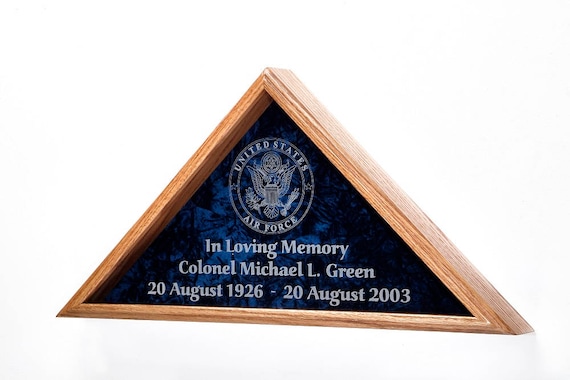 UNITED STATES
AIR FORCE
In Loving Memory
Colonel Michael L. Green
20 August 1926 - 20 August 2003